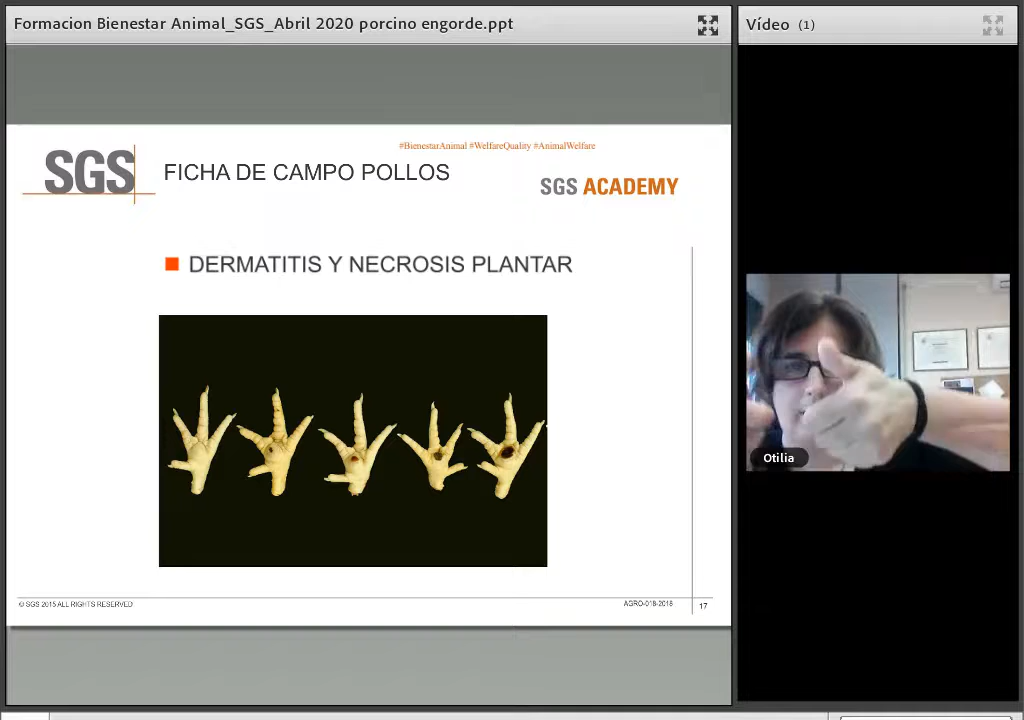 Formacion Bienestar Animal_SGS_Abril 2020 porcino engorde.ppt
Vídeo (1)
#BienestarAnimal #WelfareQuality #AnimalWelfare
SGS
FICHA DE CAMPO POLLOS
SGS ACADEMY
DERMATITIS Y NECROSIS PLANTAR
Otilia
© SGS 2015 ALL RIGHTS RESERVED
AGRO-018-2018
17